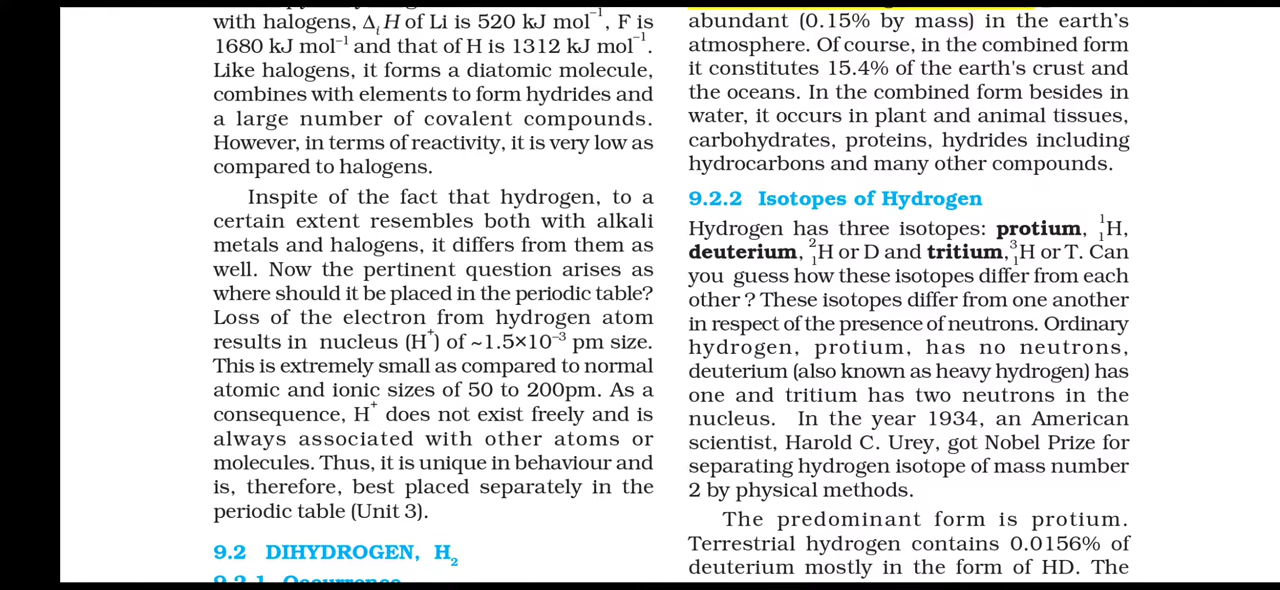 with halogens, ΔᵢH of Li is 520 kJ mol⁻¹, F is
1680 kJ mol⁻¹ and that of H is 1312 kJ mol⁻¹.
Like halogens, it forms a diatomic molecule,
combines with elements to form hydrides and
a large number of covalent compounds.
However, in terms of reactivity, it is very low as
compared to halogens.
Inspite of the fact that hydrogen, to a
certain extent resembles both with alkali
metals and halogens, it differs from them as
well. Now the pertinent question arises as
where should it be placed in the periodic table?
Loss of the electron from hydrogen atom
results in nucleus (H⁺) of ~1.5×10⁻³ pm size.
This is extremely small as compared to normal
atomic and ionic sizes of 50 to 200pm. As a
consequence, H⁺ does not exist freely and is
always associated with other atoms or
molecules. Thus, it is unique in behaviour and
is, therefore, best placed separately in the
periodic table (Unit 3).
9.2 DIHYDROGEN, H₂
9.2.1 Occurrence
abundant (0.15% by mass) in the earth's
atmosphere. Of course, in the combined form
it constitutes 15.4% of the earth's crust and
the oceans. In the combined form besides in
water, it occurs in plant and animal tissues,
carbohydrates, proteins, hydrides including
hydrocarbons and many other compounds.
9.2.2 Isotopes of Hydrogen
Hydrogen has three isotopes: protium, ¹₁H,
deuterium, ²₁H or D and tritium, ³₁H or T. Can
you guess how these isotopes differ from each
other ? These isotopes differ from one another
in respect of the presence of neutrons. Ordinary
hydrogen, protium, has no neutrons,
deuterium (also known as heavy hydrogen) has
one and tritium has two neutrons in the
nucleus. In the year 1934, an American
scientist, Harold C. Urey, got Nobel Prize for
separating hydrogen isotope of mass number
2 by physical methods.
The predominant form is protium.
Terrestrial hydrogen contains 0.0156% of
deuterium mostly in the form of HD. The